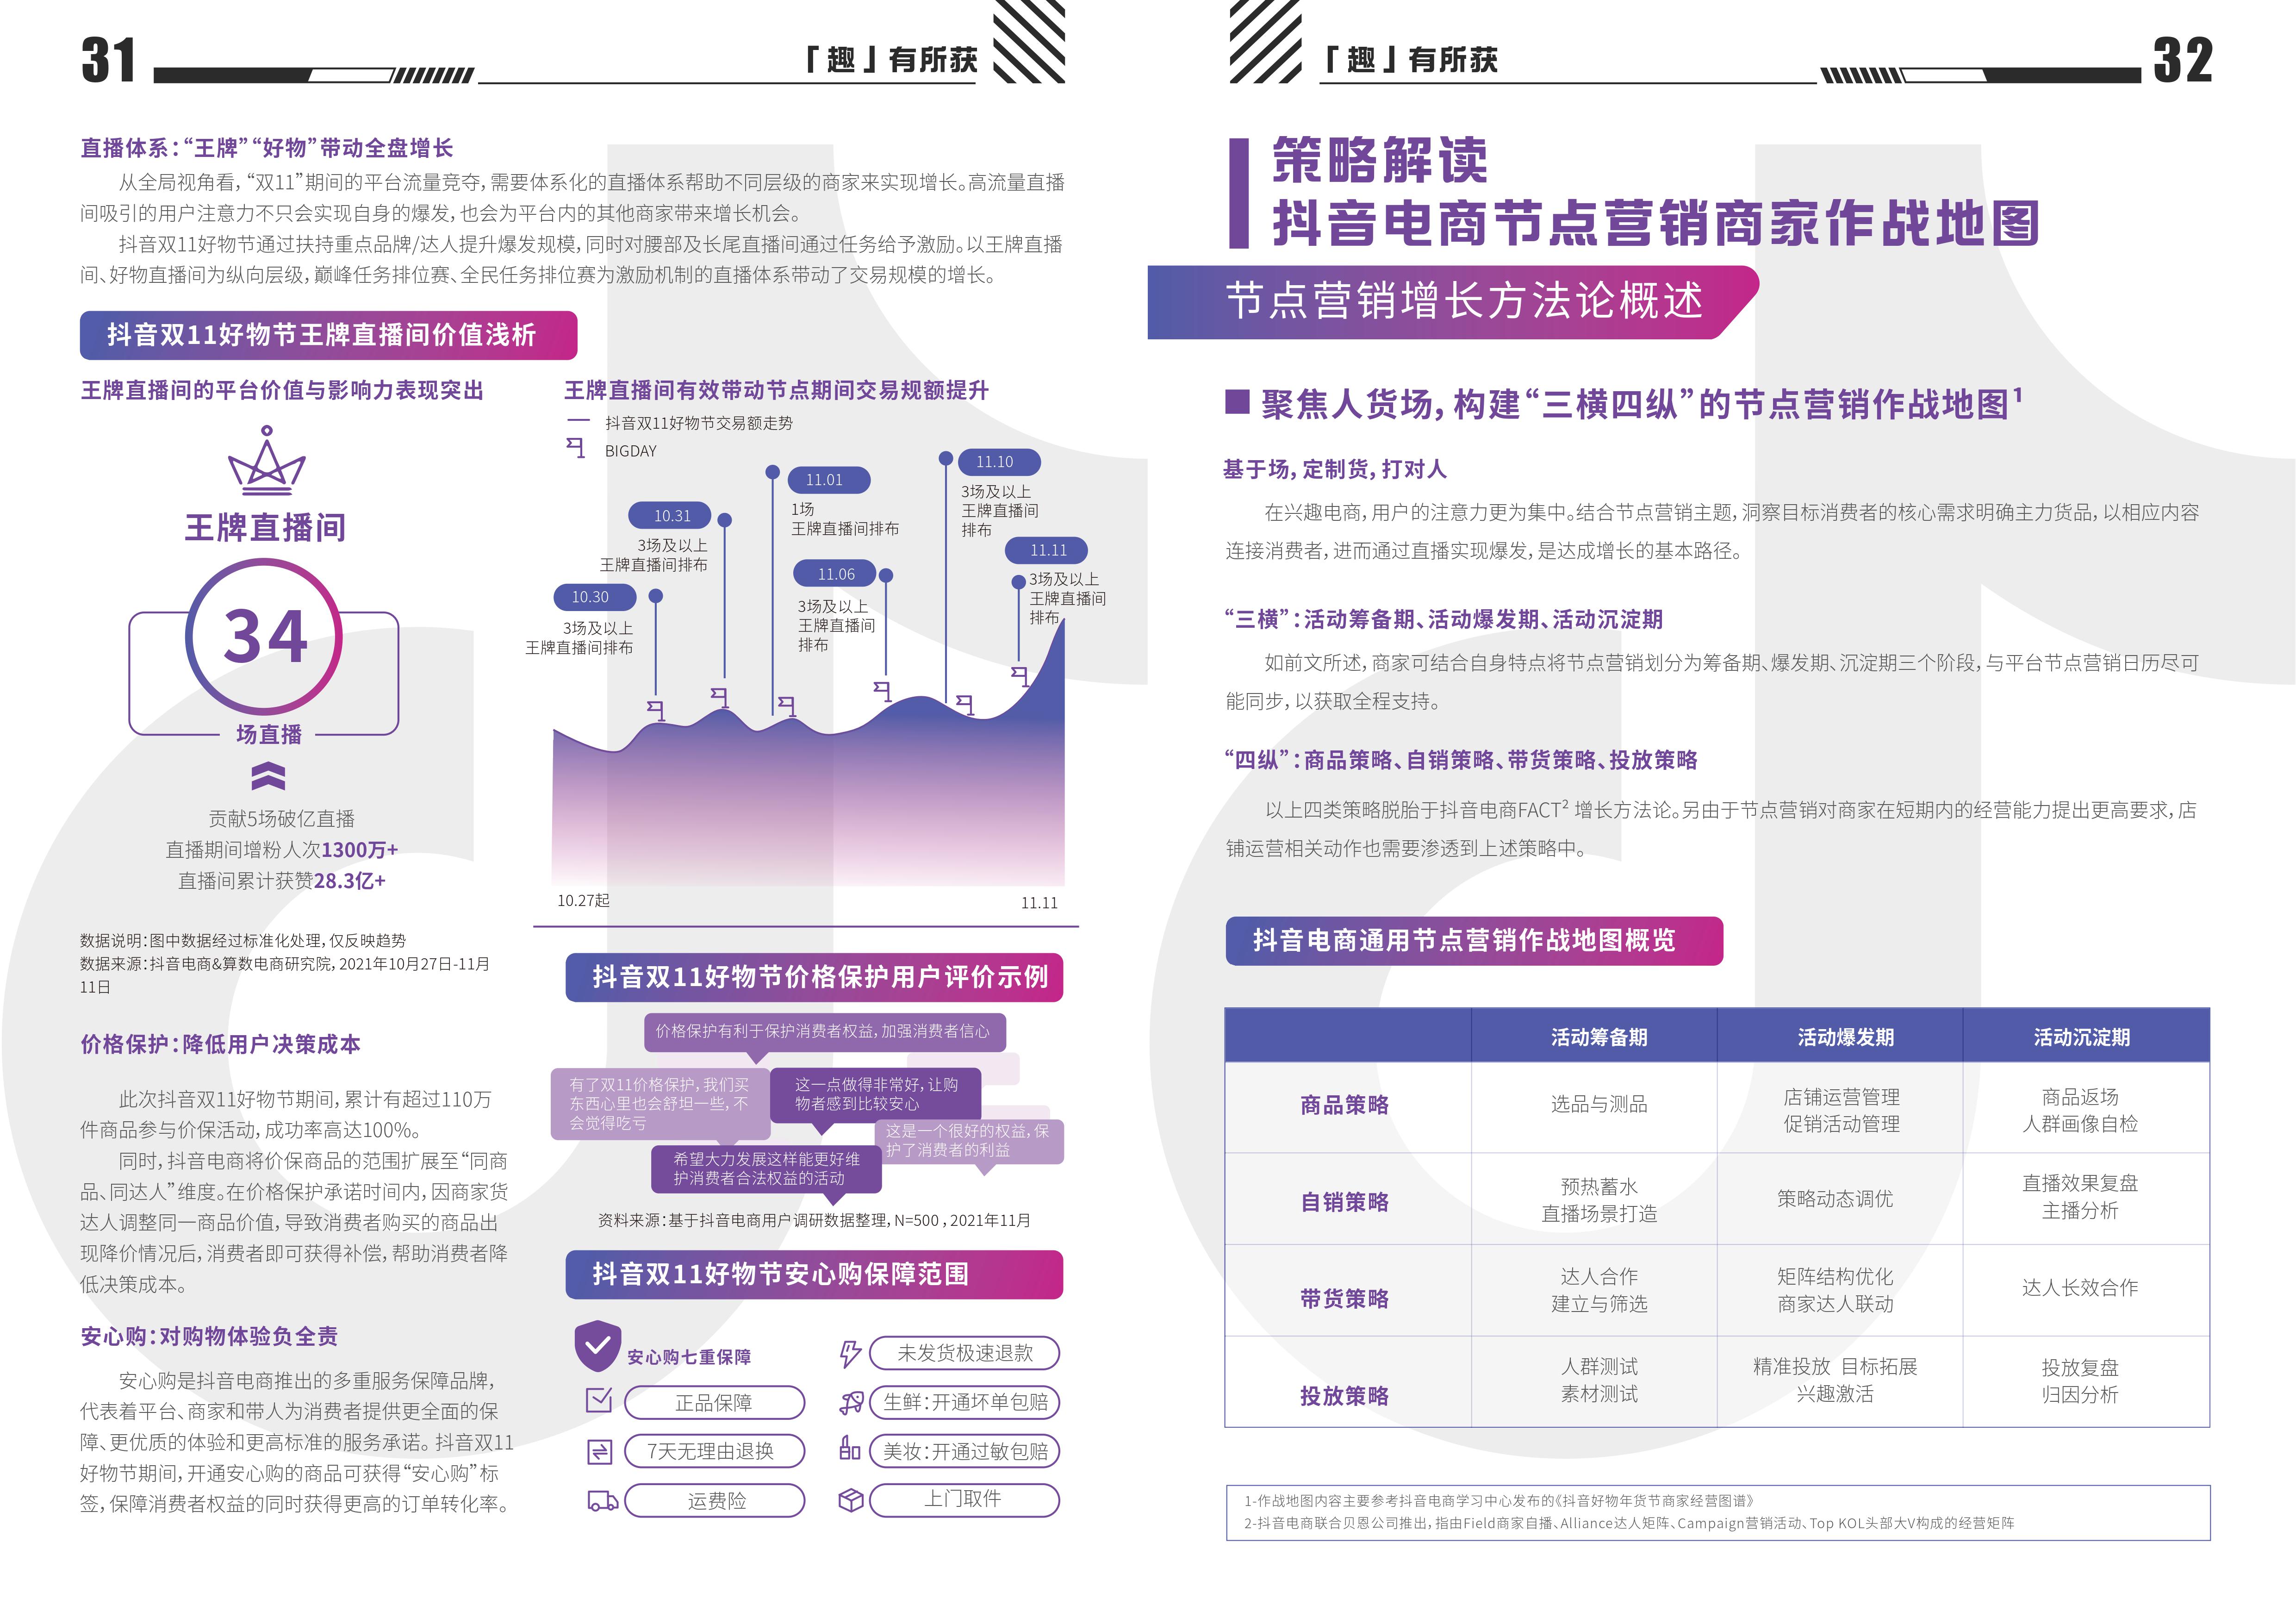 31
「趣」有所获
直播体系：“王牌”“好物”带动全盘增长
从全局视角看，“双11”期间的平台流量竞夺，需要体系化的直播体系帮助不同层级的商家来实现增长。高流量直播
间吸引的用户注意力不只会实现自身的爆发，也会为平台内的其他商家带来增长机会。
抖音双11好物节通过扶持重点品牌/达人提升爆发规模，同时对腰部及长尾直播间通过任务给予激励。以王牌直播
间、好物直播间为纵向层级，巅峰任务排位赛、全民任务排位赛为激励机制的直播体系带动了交易规模的增长。
抖音双11好物节王牌直播间价值浅析
王牌直播间的平台价值与影响力表现突出
王牌直播间
34
场直播
贡献5场破亿直播
直播期间增粉人次1300万+
直播间累计获赞28.3亿+
数据说明：图中数据经过标准化处理，仅反映趋势
数据来源：抖音电商&算数电商研究院，2021年10月27日-11月
11日
王牌直播间有效带动节点期间交易规额提升
抖音双11好物节交易额走势
BIGDAY
10.30
3场及以上
王牌直播间排布
10.31
3场及以上
王牌直播间排布
11.01
1场
王牌直播间排布
11.06
3场及以上
王牌直播间
排布
11.10
3场及以上
王牌直播间
排布
11.11
3场及以上
王牌直播间
排布
10.27起
11.11
价格保护：降低用户决策成本
此次抖音双11好物节期间，累计有超过110万
件商品参与价保活动，成功率高达100%。
同时，抖音电商将价保商品的范围扩展至“同商
品、同达人”维度。在价格保护承诺时间内，因商家货
达人调整同一商品价值，导致消费者购买的商品出
现降价情况后，消费者即可获得补偿，帮助消费者降
低决策成本。
安心购：对购物体验负全责
安心购是抖音电商推出的多重服务保障品牌，
代表着平台、商家和带人为消费者提供更全面的保
障、更优质的体验和更高标准的服务承诺。抖音双11
好物节期间，开通安心购的商品可获得“安心购”标
签，保障消费者权益的同时获得更高的订单转化率。
抖音双11好物节价格保护用户评价示例
价格保护有利于保护消费者权益，加强消费者信心
有了双11价格保护，我们买
东西心里也会舒坦一些，不
会觉得吃亏
这一点做得非常好，让购
物者感到比较安心
这是一个很好的权益，保
护了消费者的利益
希望大力发展这样能更好维
护消费者合法权益的活动
资料来源：基于抖音电商用户调研数据整理，N=500，2021年11月
抖音双11好物节安心购保障范围
安心购七重保障
正品保障
7天无理由退换
运费险
未发货极速退款
生鲜：开通坏单包赔
美妆：开通过敏包赔
上门取件
「趣」有所获
32
策略解读
抖音电商节点营销商家作战地图
节点营销增长方法论概述
■ 聚焦人货场，构建“三横四纵”的节点营销作战地图¹
基于场，定制货，打对人
在兴趣电商，用户的注意力更为集中。结合节点营销主题，洞察目标消费者的核心需求明确主力货品，以相应内容
连接消费者，进而通过直播实现爆发，是达成增长的基本路径。
“三横”：活动筹备期、活动爆发期、活动沉淀期
如前文所述，商家可结合自身特点将节点营销划分为筹备期、爆发期、沉淀期三个阶段，与平台节点营销日历尽可
能同步，以获取全程支持。
“四纵”：商品策略、自销策略、带货策略、投放策略
以上四类策略脱胎于抖音电商FACT² 增长方法论。另由于节点营销对商家在短期内的经营能力提出更高要求，店
铺运营相关动作也需要渗透到上述策略中。
抖音电商通用节点营销作战地图概览
活动筹备期 活动爆发期 活动沉淀期
商品策略
选品与测品
店铺运营管理
促销活动管理
商品返场
人群画像自检
自销策略
预热蓄水
直播场景打造
策略动态调优
直播效果复盘
主播分析
带货策略
达人合作
建立与筛选
矩阵结构优化
商家达人联动
达人长效合作
投放策略
人群测试
素材测试
精准投放 目标拓展
兴趣激活
投放复盘
归因分析
1-作战地图内容主要参考抖音电商学习中心发布的《抖音好物年货节商家经营图谱》
2-抖音电商联合贝恩公司推出，指由Field商家自播、Alliance达人矩阵、Campaign营销活动、Top KOL头部大V构成的经营矩阵